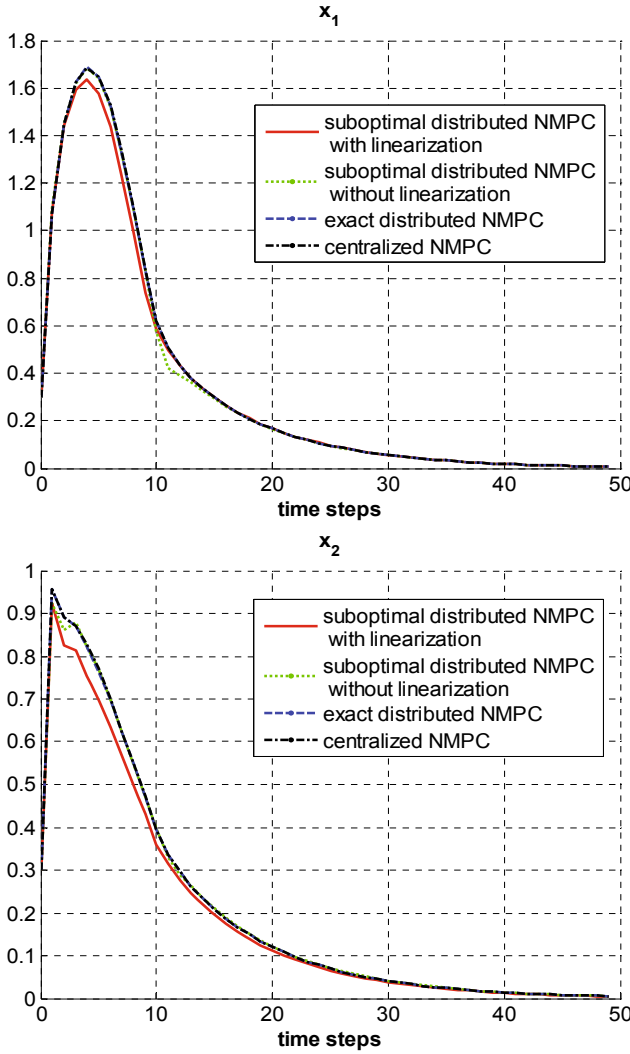 x1
1.8
1.6
1.4
1.2
1
0.8
0.6
0.4
0.2
0
suboptimal distributed NMPC
with linearization
suboptimal distributed NMPC
without linearization
exact distributed NMPC
centralized NMPC
0 10 20 30 40 50
time steps
x2
1
0.9
0.8
0.7
0.6
0.5
0.4
0.3
0.2
0.1
0
suboptimal distributed NMPC
with linearization
suboptimal distributed NMPC
without linearization
exact distributed NMPC
centralized NMPC
0 10 20 30 40 50
time steps